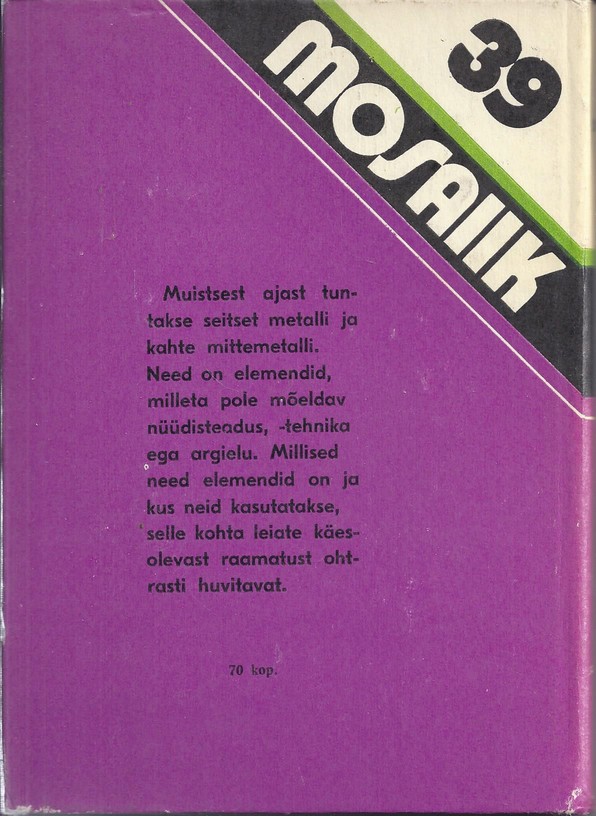 39
MOSAIIK
Muistsest ajast tun-
takse seitset metalli ja
kahte mittemetalli.
Need on elemendid,
milleta pole mõeldav
nüüdisteadus, -tehnika
ega argielu. Millised
need elemendid on ja
kus neid kasutatakse,
selle kohta leiate käes-
olevast raamatust oht-
rasti huvitavat.
70 kop.